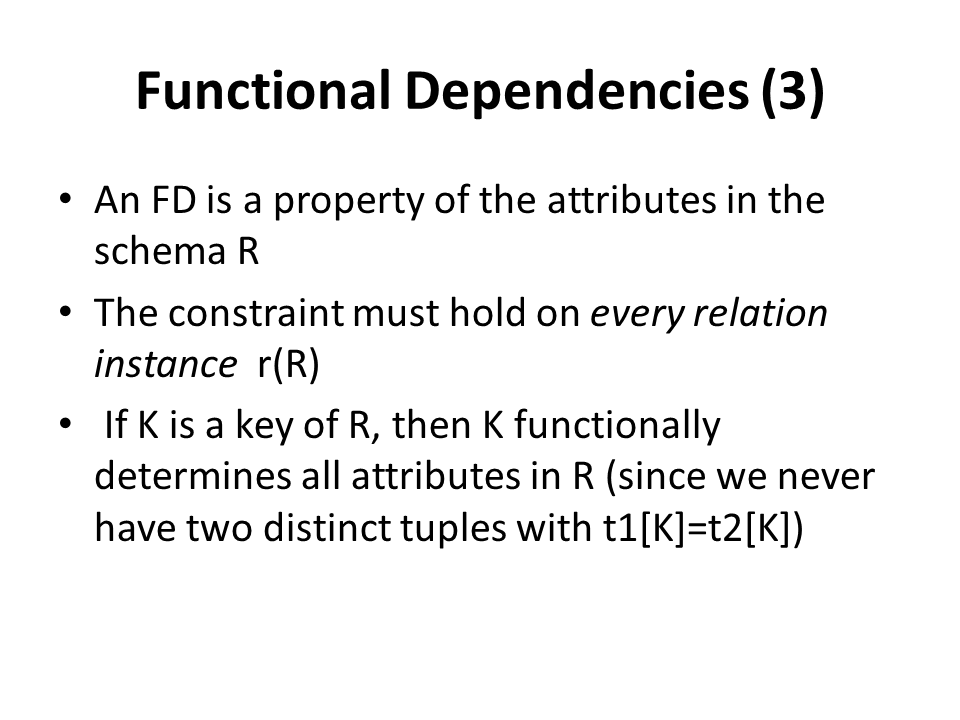 Functional Dependencies (3)
• An FD is a property of the attributes in the
schema R
• The constraint must hold on every relation
instance r(R)
• If K is a key of R, then K functionally
determines all attributes in R (since we never
have two distinct tuples with t1[K]=t2[K])